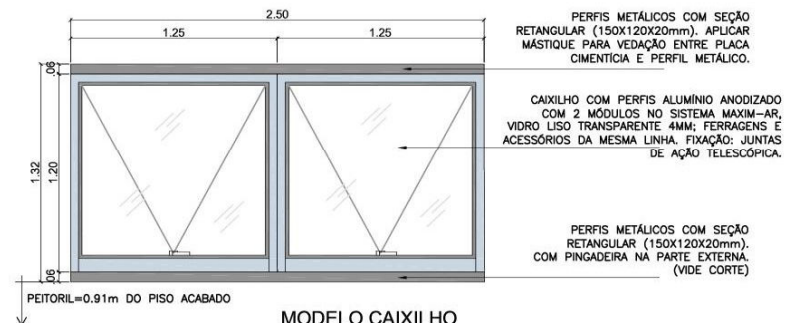 2.50
1.25
1.25
.06
1.32
1.20
.06
PERFIS METÁLICOS COM SEÇÃO
RETANGULAR (150X120X20mm). APLICAR
MÁSTIQUE PARA VEDAÇÃO ENTRE PLACA
CIMENTÍCIA E PERFIL METÁLICO.
CAIXILHO COM PERFIS ALUMÍNIO ANODIZADO
COM 2 MÓDULOS NO SISTEMA MAXIM-AR,
VIDRO LISO TRANSPARENTE 4MM; FERRAGENS E
ACESSÓRIOS DA MESMA LINHA. FIXAÇÃO: JUNTAS
DE AÇÃO TELESCÓPICA.
PERFIS METÁLICOS COM SEÇÃO
RETANGULAR (150X120X20mm).
COM PINGADEIRA NA PARTE EXTERNA.
(VIDE CORTE)
PEITORIL=0.91m DO PISO ACABADO
MODELO CAIXILHO